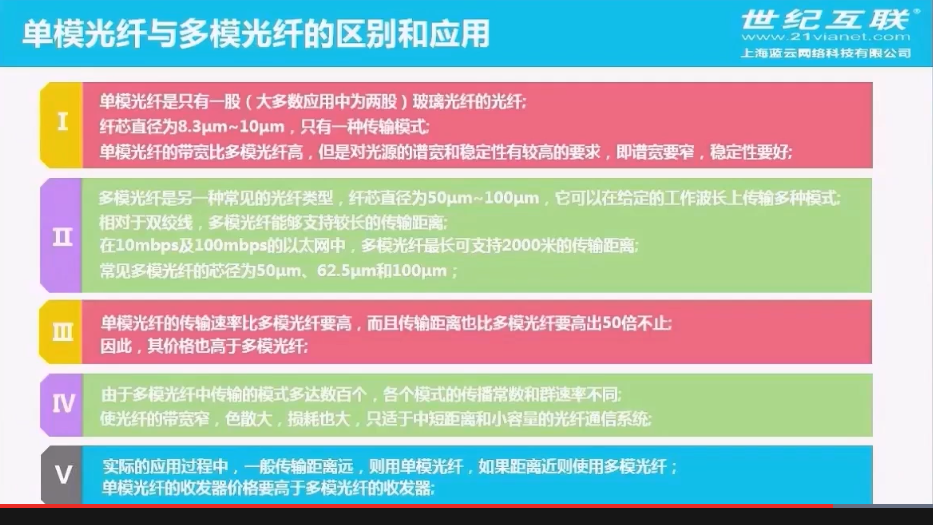 单模光纤与多模光纤的区别和应用
世纪互联®
www.21vianet.com
上海蓝云网络科技有限公司
I
单模光纤是只有一股（大多数应用中为两股）玻璃光纤的光纤;
纤芯直径为8.3μm~10μm，只有一种传输模式;
单模光纤的带宽比多模光纤高，但是对光源的谱宽和稳定性有较高的要求，即谱宽要窄，稳定性要好;
II
多模光纤是另一种常见的光纤类型，纤芯直径为50μm~100μm，它可以在给定的工作波长上传输多种模式;
相对于双绞线，多模光纤能够支持较长的传输距离;
在10mbps及100mbps的以太网中，多模光纤最长可支持2000米的传输距离;
常见多模光纤的芯径为50μm、62.5μm和100μm；
III
单模光纤的传输速率比多模光纤要高，而且传输距离也比多模光纤要高出50倍不止;
因此，其价格也高于多模光纤;
IV
由于多模光纤中传输的模式多达数百个，各个模式的传播常数和群速率不同;
使光纤的带宽窄，色散大，损耗也大，只适于中短距离和小容量的光纤通信系统;
V
实际的应用过程中，一般传输距离远，则用单模光纤，如果距离近则使用多模光纤；
单模光纤的收发器价格要高于多模光纤的收发器;